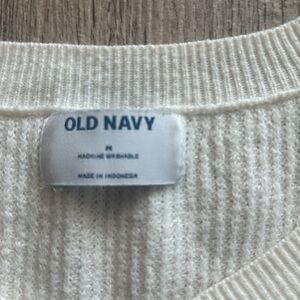 OLD NAVY
M
MACHINE WASHABLE
MADE IN INDONESIA